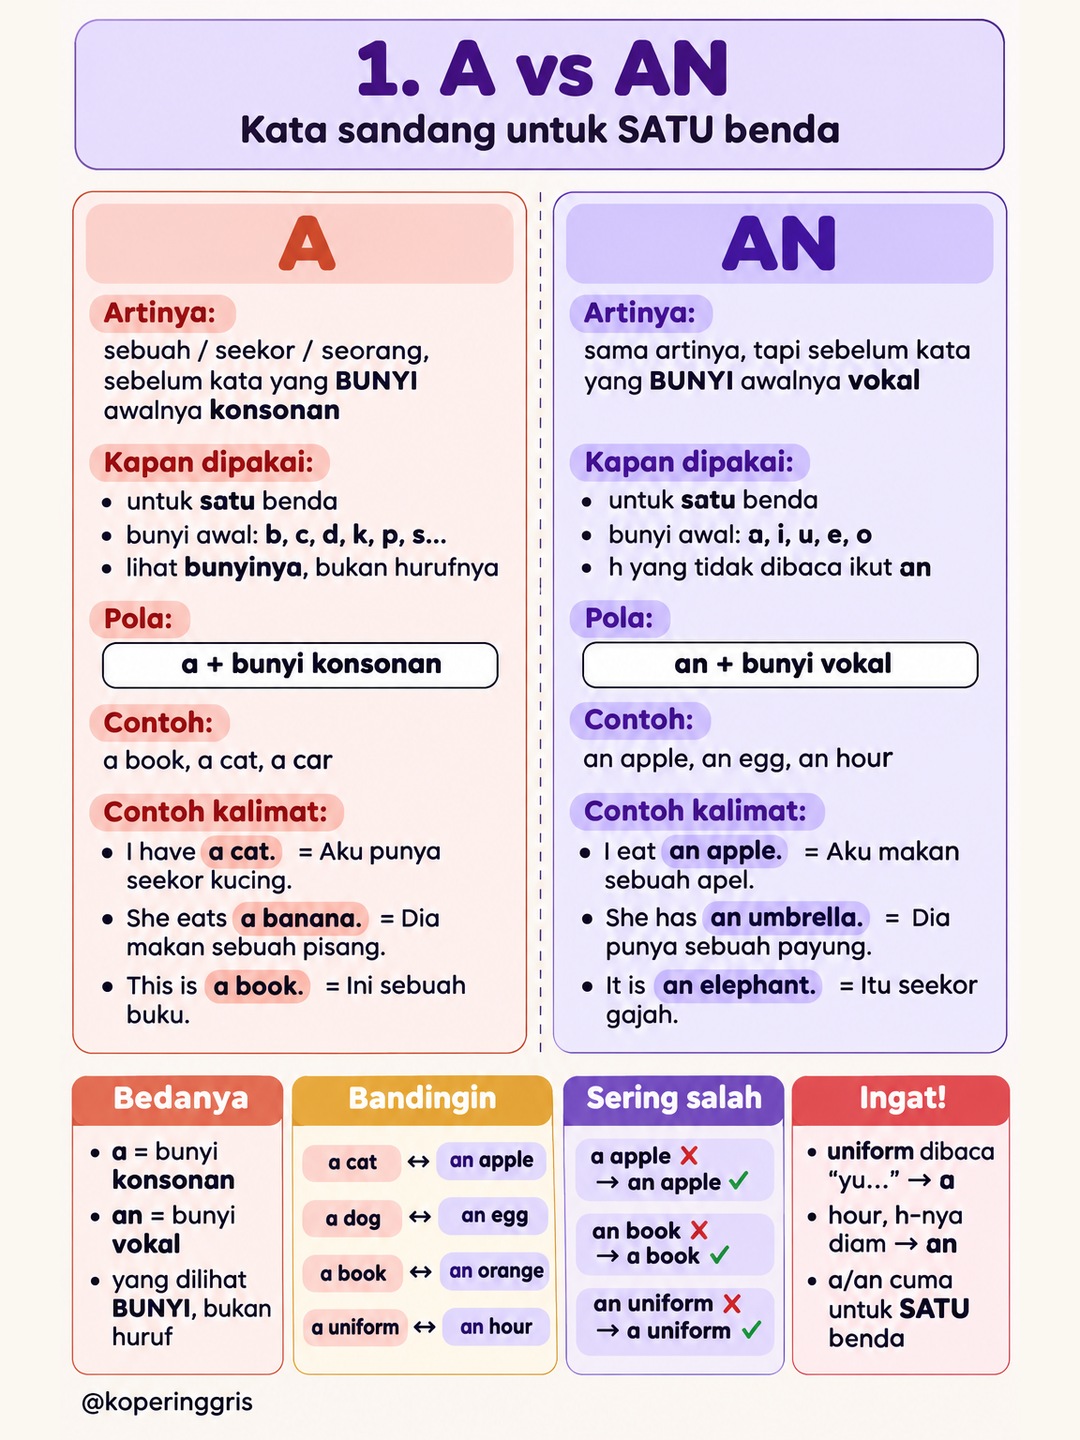 1. A vs AN
Kata sandang untuk SATU benda
A
Artinya:
sebuah / seekor / seorang,
sebelum kata yang BUNYI
awalnya konsonan
Kapan dipakai:
• untuk satu benda
• bunyi awal: b, c, d, k, p, s...
• lihat bunyinya, bukan hurufnya
Pola:
a + bunyi konsonan
Contoh:
a book, a cat, a car
Contoh kalimat:
• I have a cat. = Aku punya
seekor kucing.
• She eats a banana. = Dia
makan sebuah pisang.
• This is a book. = Ini sebuah
buku.
AN
Artinya:
sama artinya, tapi sebelum kata
yang BUNYI awalnya vokal
Kapan dipakai:
• untuk satu benda
• bunyi awal: a, i, u, e, o
• h yang tidak dibaca ikut an
Pola:
an + bunyi vokal
Contoh:
an apple, an egg, an hour
Contoh kalimat:
• I eat an apple. = Aku makan
sebuah apel.
• She has an umbrella. = Dia
punya sebuah payung.
• It is an elephant. = Itu seekor
gajah.
Bedanya
• a = bunyi
konsonan
• an = bunyi
vokal
• yang dilihat
BUNYI, bukan
huruf
Bandingin
a cat ↔ an apple
a dog ↔ an egg
a book ↔ an orange
a uniform ↔ an hour
Sering salah
a apple ✗
→ an apple ✓
an book ✗
→ a book ✓
an uniform ✗
→ a uniform ✓
Ingat!
• uniform dibaca
“yu...” → a
• hour, h-nya
diam → an
• a/an cuma
untuk SATU
benda
@koperinggris